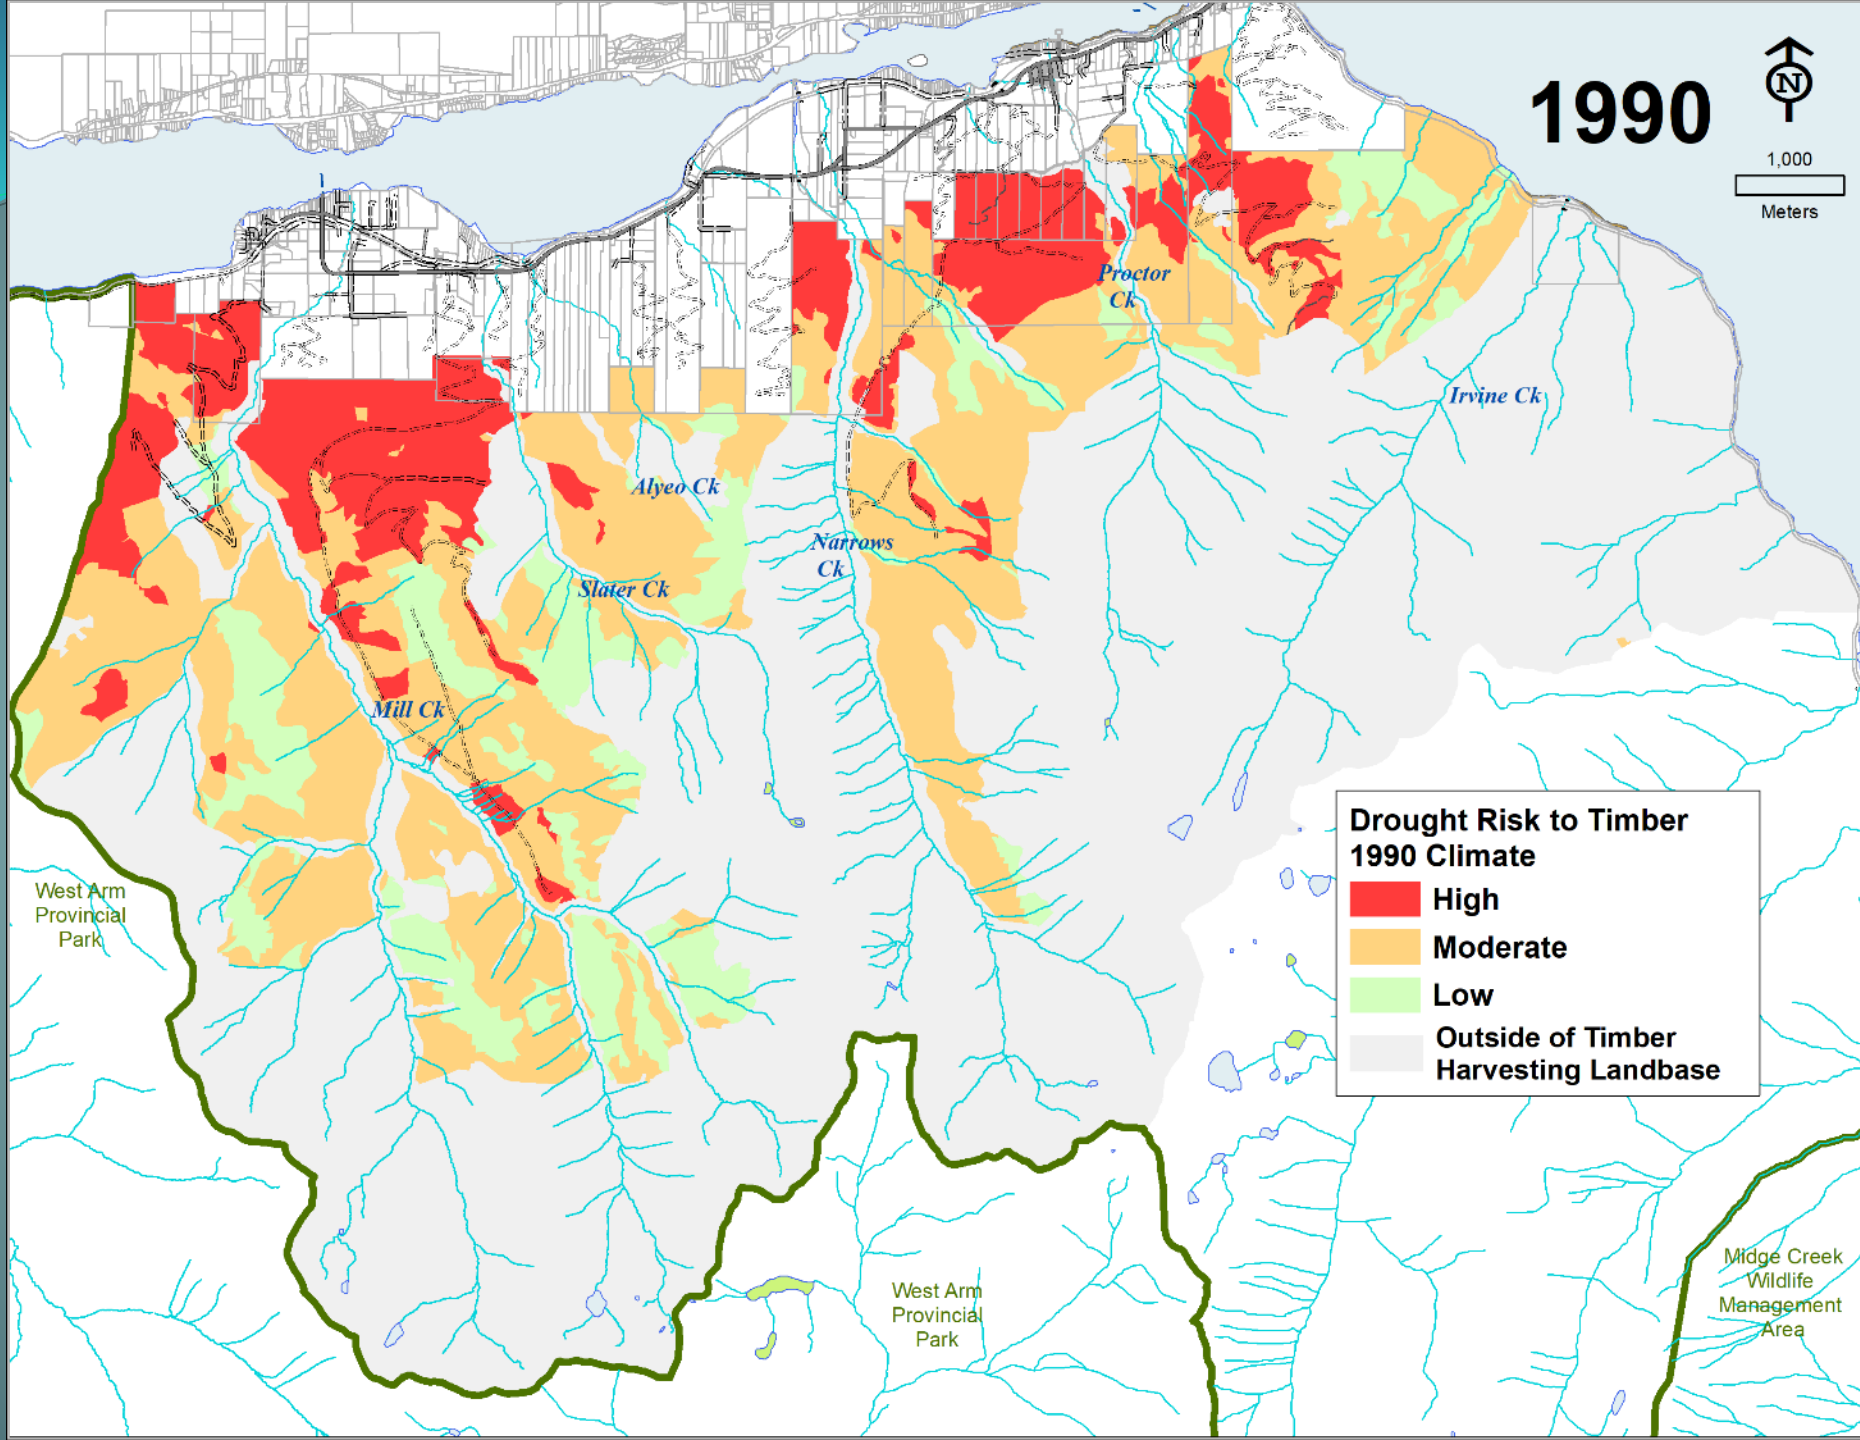 1990
N
1,000
Meters
Proctor
Ck
Irvine Ck
Alyeo Ck
Narrows
Ck
Slater Ck
Mill Ck
Drought Risk to Timber
1990 Climate
High
Moderate
Low
Outside of Timber
Harvesting Landbase
West Arm
Provincial
Park
West Arm
Provincial
Park
Midge Creek
Wildlife
Management
Area